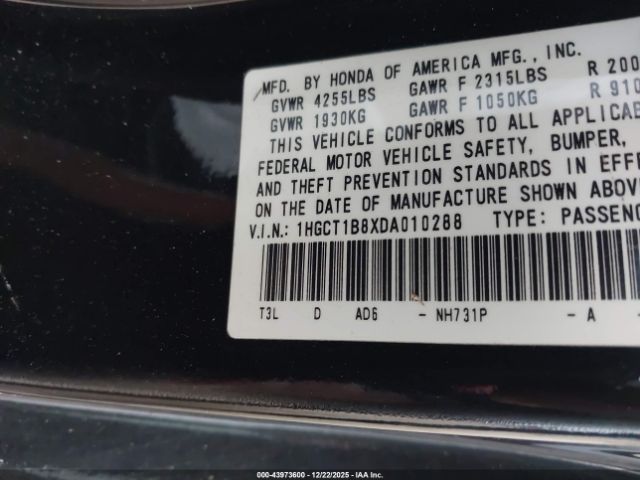 MFD. BY HONDA OF AMERICA MFG., INC.
GVWR 4255LBS GAWR F 2315LBS R 200
GVWR 1930KG GAWR F 1050KG R 910
THIS VEHICLE CONFORMS TO ALL APPLICAD
FEDERAL MOTOR VEHICLE SAFETY, BUMPER,
AND THEFT PREVENTION STANDARDS IN EFFE
ON THE DATE OF MANUFACTURE SHOWN ABOVE
V.I.N.: 1HGCT1B8XDA010288 TYPE: PASSENG
T3L D AD6 - NH731P - A -
000-43973600 - 12/22/2025 - IAA Inc.